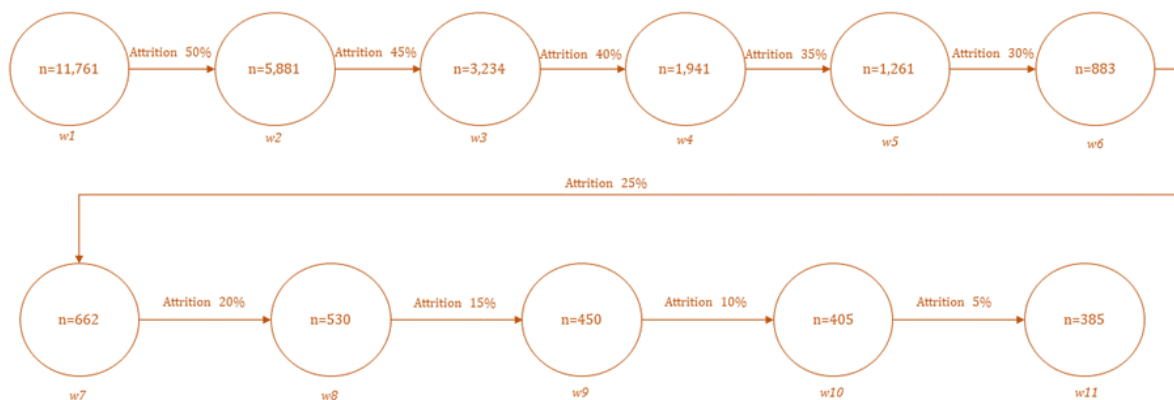 Attrition 50%
Attrition 45%
Attrition 40%
Attrition 35%
Attrition 30%
n=11,761
n=5,881
n=3,234
n=1,941
n=1,261
n=883
w1
w2
w3
w4
w5
w6
Attrition 25%
Attrition 20%
Attrition 15%
Attrition 10%
Attrition 5%
n=662
n=530
n=450
n=405
n=385
w7
w8
w9
w10
w11